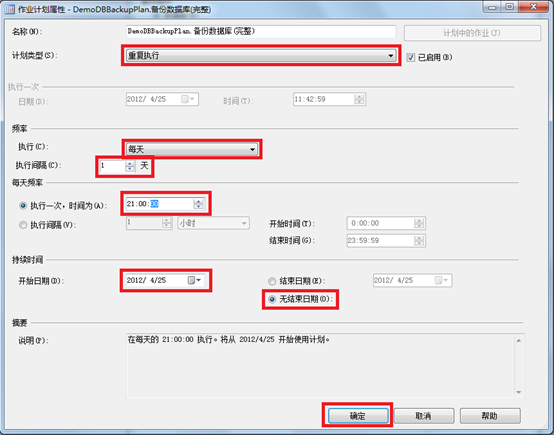 作业计划属性 - DemoDBBackupPlan.备份数据库(完整)
名称(N): DemoDBBackupPlan.备份数据库(完整) 计划中的作业(J)
计划类型(S): 重复执行 已启用(B)
执行一次
日期(D): 2012/ 4/25 时间(T): 11:42:59
频率
执行(C): 每天
执行间隔(C): 1 天
每天频率
执行一次，时间为(A): 21:00:00
执行间隔(V): 1 小时 开始时间(T): 0:00:00
结束时间(G): 23:59:59
持续时间
开始日期(D): 2012/ 4/25 结束日期(E): 2012/ 4/25
无结束日期(O):
摘要
说明(P): 在每天的 21:00:00 执行。将从 2012/4/25 开始使用计划。
确定 取消 帮助